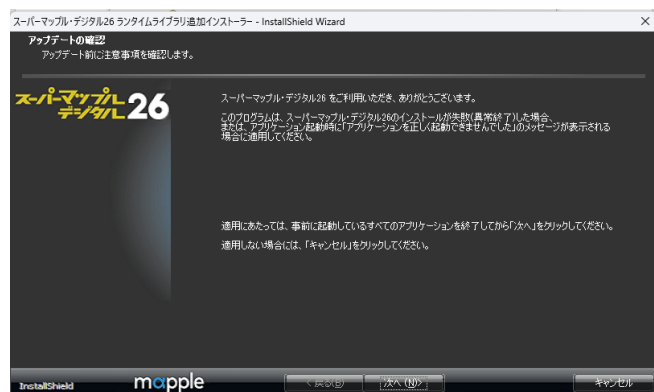 スーパーマップル・デジタル26 ランタイムライブラリ追加インストーラー - InstallShield Wizard
アップデートの確認
アップデート前に注意事項を確認します。
スーパーマップル
デジタル26
スーパーマップル・デジタル26 をご利用いただき、ありがとうございます。
このプログラムは、スーパーマップル・デジタル26のインストールが失敗(異常終了)した場合、
または、アプリケーション起動時に「アプリケーションを正しく起動できませんでした」のメッセージが表示される
場合に適用してください。
適用にあたっては、事前に起動しているすべてのアプリケーションを終了してから「次へ」をクリックしてください。
適用しない場合には、「キャンセル」をクリックしてください。
InstallShield
mapple
< 戻る(B)
次へ (N)>
キャンセル